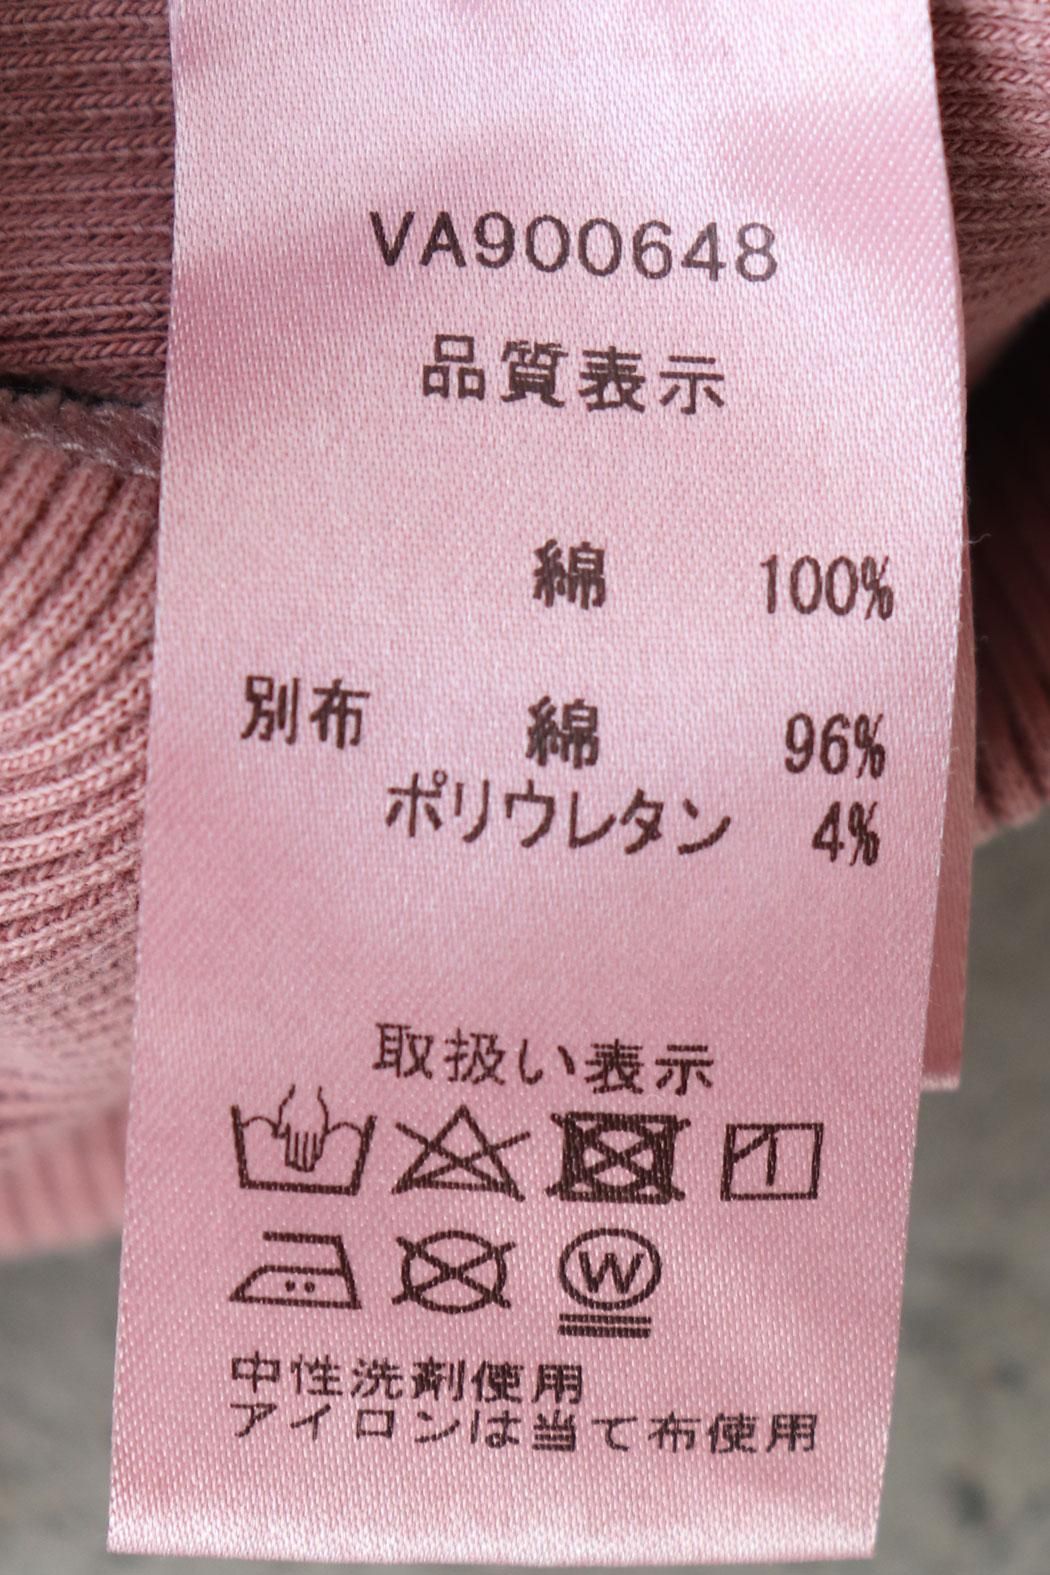 VA900648
品質表示
綿 100%
別布 綿 96%
ポリウレタン 4%
取扱い表示
W
中性洗剤使用
アイロンは当て布使用